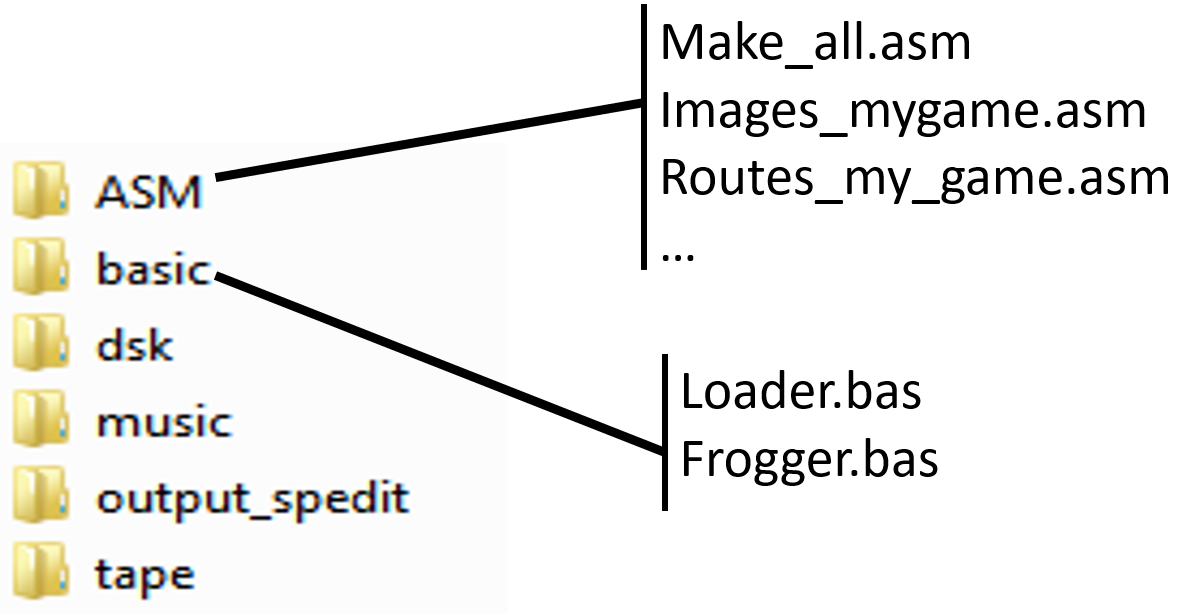 ASM
basic
dsk
music
output_spedit
tape
Make_all.asm
Images_mygame.asm
Routes_my_game.asm
...
Loader.bas
Frogger.bas